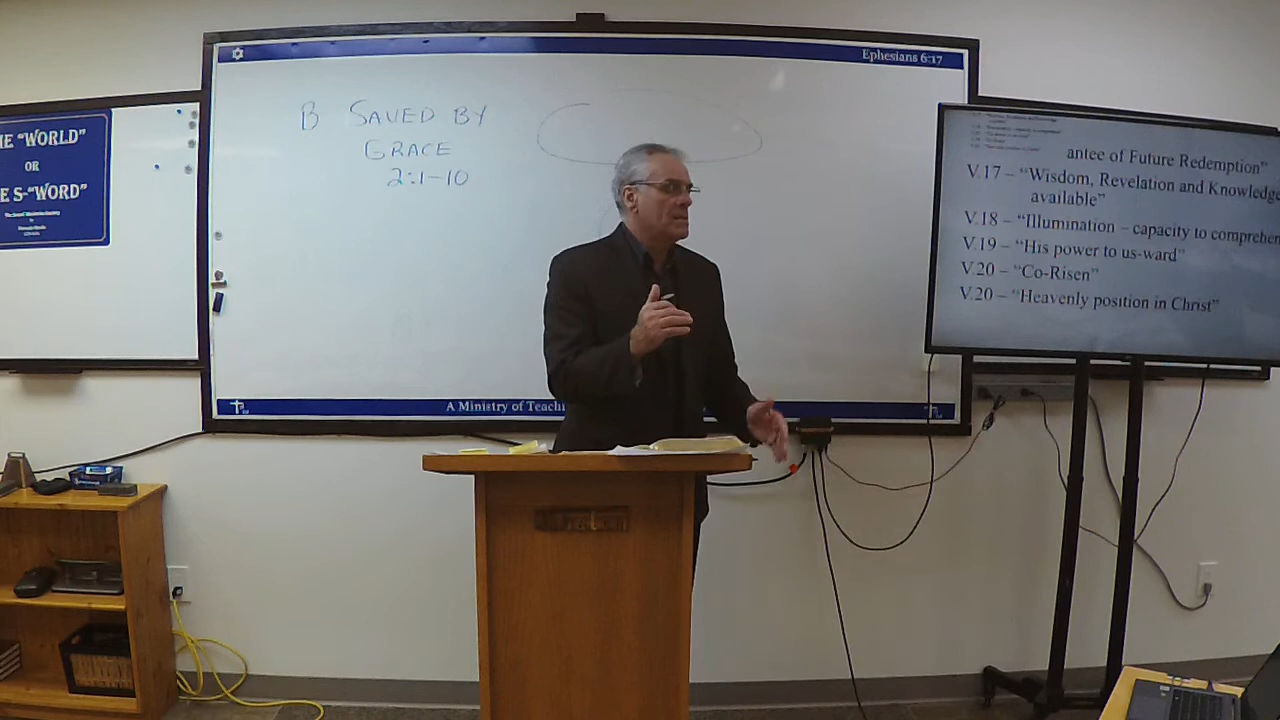 HE "WORLD"
OR
E S-"WORD"
Ephesians 6:17
B SAVED BY
GRACE
2:1-10
A Ministry of Teachi
antee of Future Redemption"
V.17 – "Wisdom, Revelation and Knowledge
available"
V.18 – "Illumination – capacity to comprehen
V.19 – "His power to us-ward"
V.20 – "Co-Risen"
V.20 – "Heavenly position in Christ"